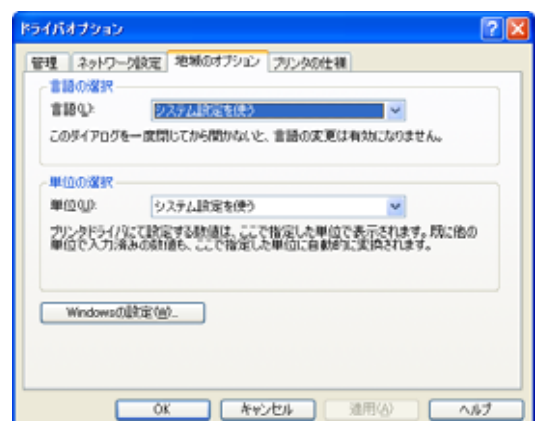 ドライバオプション
管理 ネットワーク設定 地域のオプション プリンタの仕様
言語の選択
言語(L): システム設定を使う
このダイアログを一度閉じてから開かないと、言語の変更は有効になりません。
単位の選択
単位(U): システム設定を使う
プリンタドライバにて設定する数値は、ここで指定した単位で表示されます。既に他の
単位で入力済みの数値も、ここで指定した単位に自動的に変換されます。
Windowsの設定(W)...
OK キャンセル 適用(A) ヘルプ